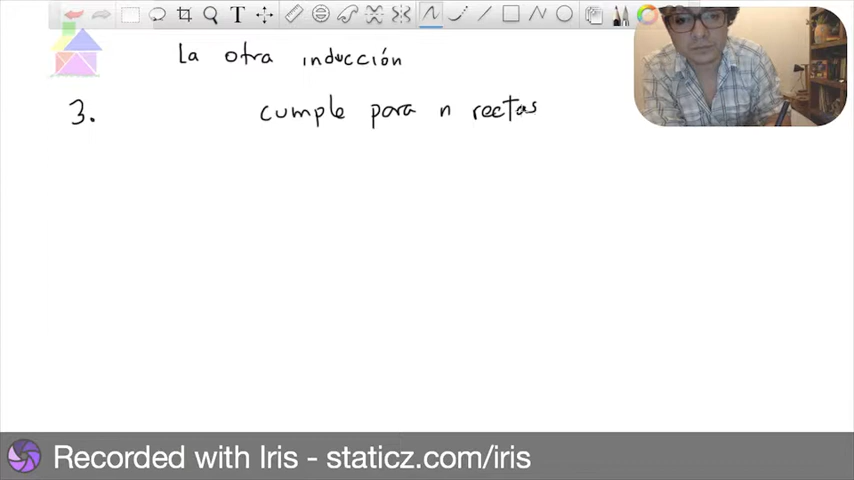 T
La otra inducción
3. cumple para n rectas
Recorded with Iris - staticz.com/iris